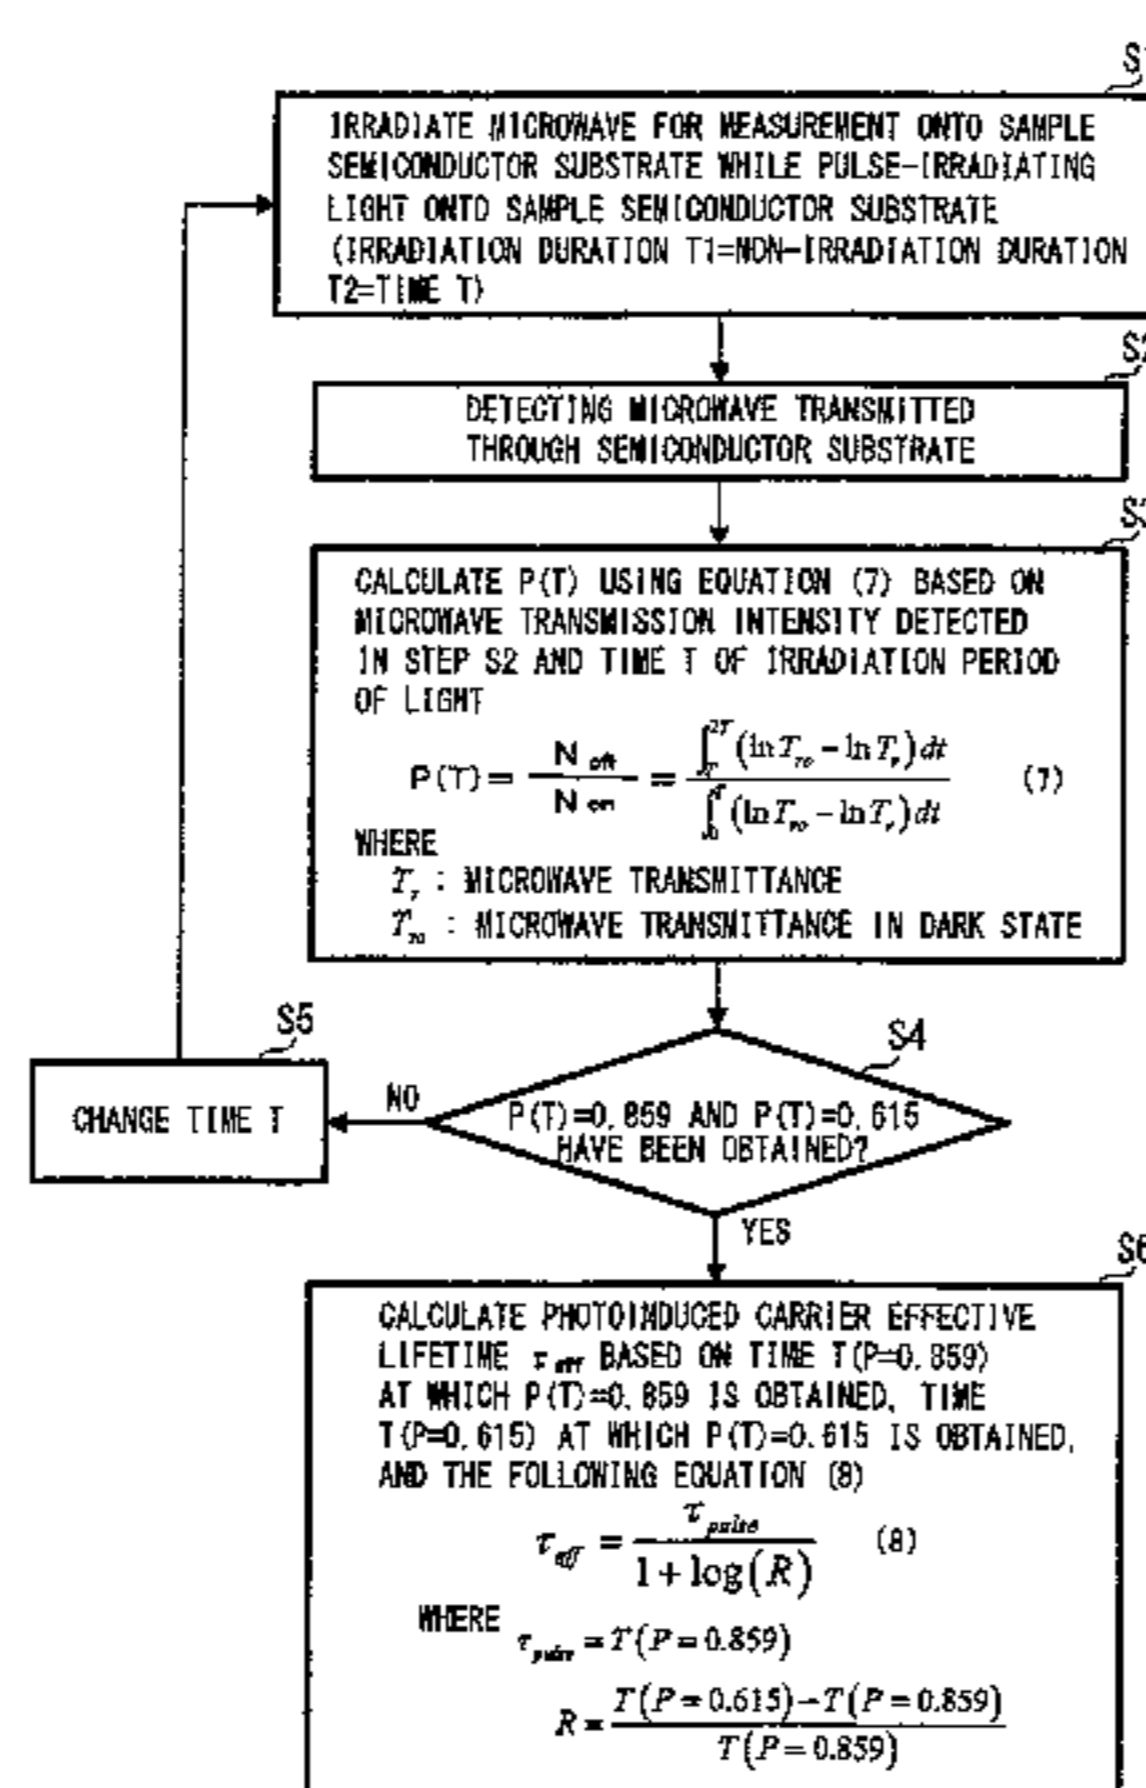 S1
IRRADIATE MICROWAVE FOR MEASUREMENT ONTO SAMPLE
SEMICONDUCTOR SUBSTRATE WHILE PULSE-IRRADIATING
LIGHT ONTO SAMPLE SEMICONDUCTOR SUBSTRATE
(IRRADIATION DURATION T1=NON-IRRADIATION DURATION
T2=TIME T)
S2
DETECTING MICROWAVE TRANSMITTED
THROUGH SEMICONDUCTOR SUBSTRATE
S3
CALCULATE P(T) USING EQUATION (7) BASED ON
MICROWAVE TRANSMISSION INTENSITY DETECTED
IN STEP S2 AND TIME T OF IRRADIATION PERIOD
OF LIGHT
P(T) = N off / N on = ∫_T^2T (ln T_ro − ln T_r) dt / ∫_0^T (ln T_ro − ln T_r) dt (7)
WHERE
T_r : MICROWAVE TRANSMITTANCE
T_ro : MICROWAVE TRANSMITTANCE IN DARK STATE
S4
P(T)=0.859 AND P(T)=0.615
HAVE BEEN OBTAINED?
NO
S5
CHANGE TIME T
YES
S6
CALCULATE PHOTOINDUCED CARRIER EFFECTIVE
LIFETIME τ eff BASED ON TIME T(P=0.859)
AT WHICH P(T)=0.859 IS OBTAINED, TIME
T(P=0.615) AT WHICH P(T)=0.615 IS OBTAINED,
AND THE FOLLOWING EQUATION (8)
τ_eff = τ_pulse / 1 + log(R) (8)
WHERE τ_pulse = T(P = 0.859)
R = T(P = 0.615) − T(P = 0.859) / T(P = 0.859)